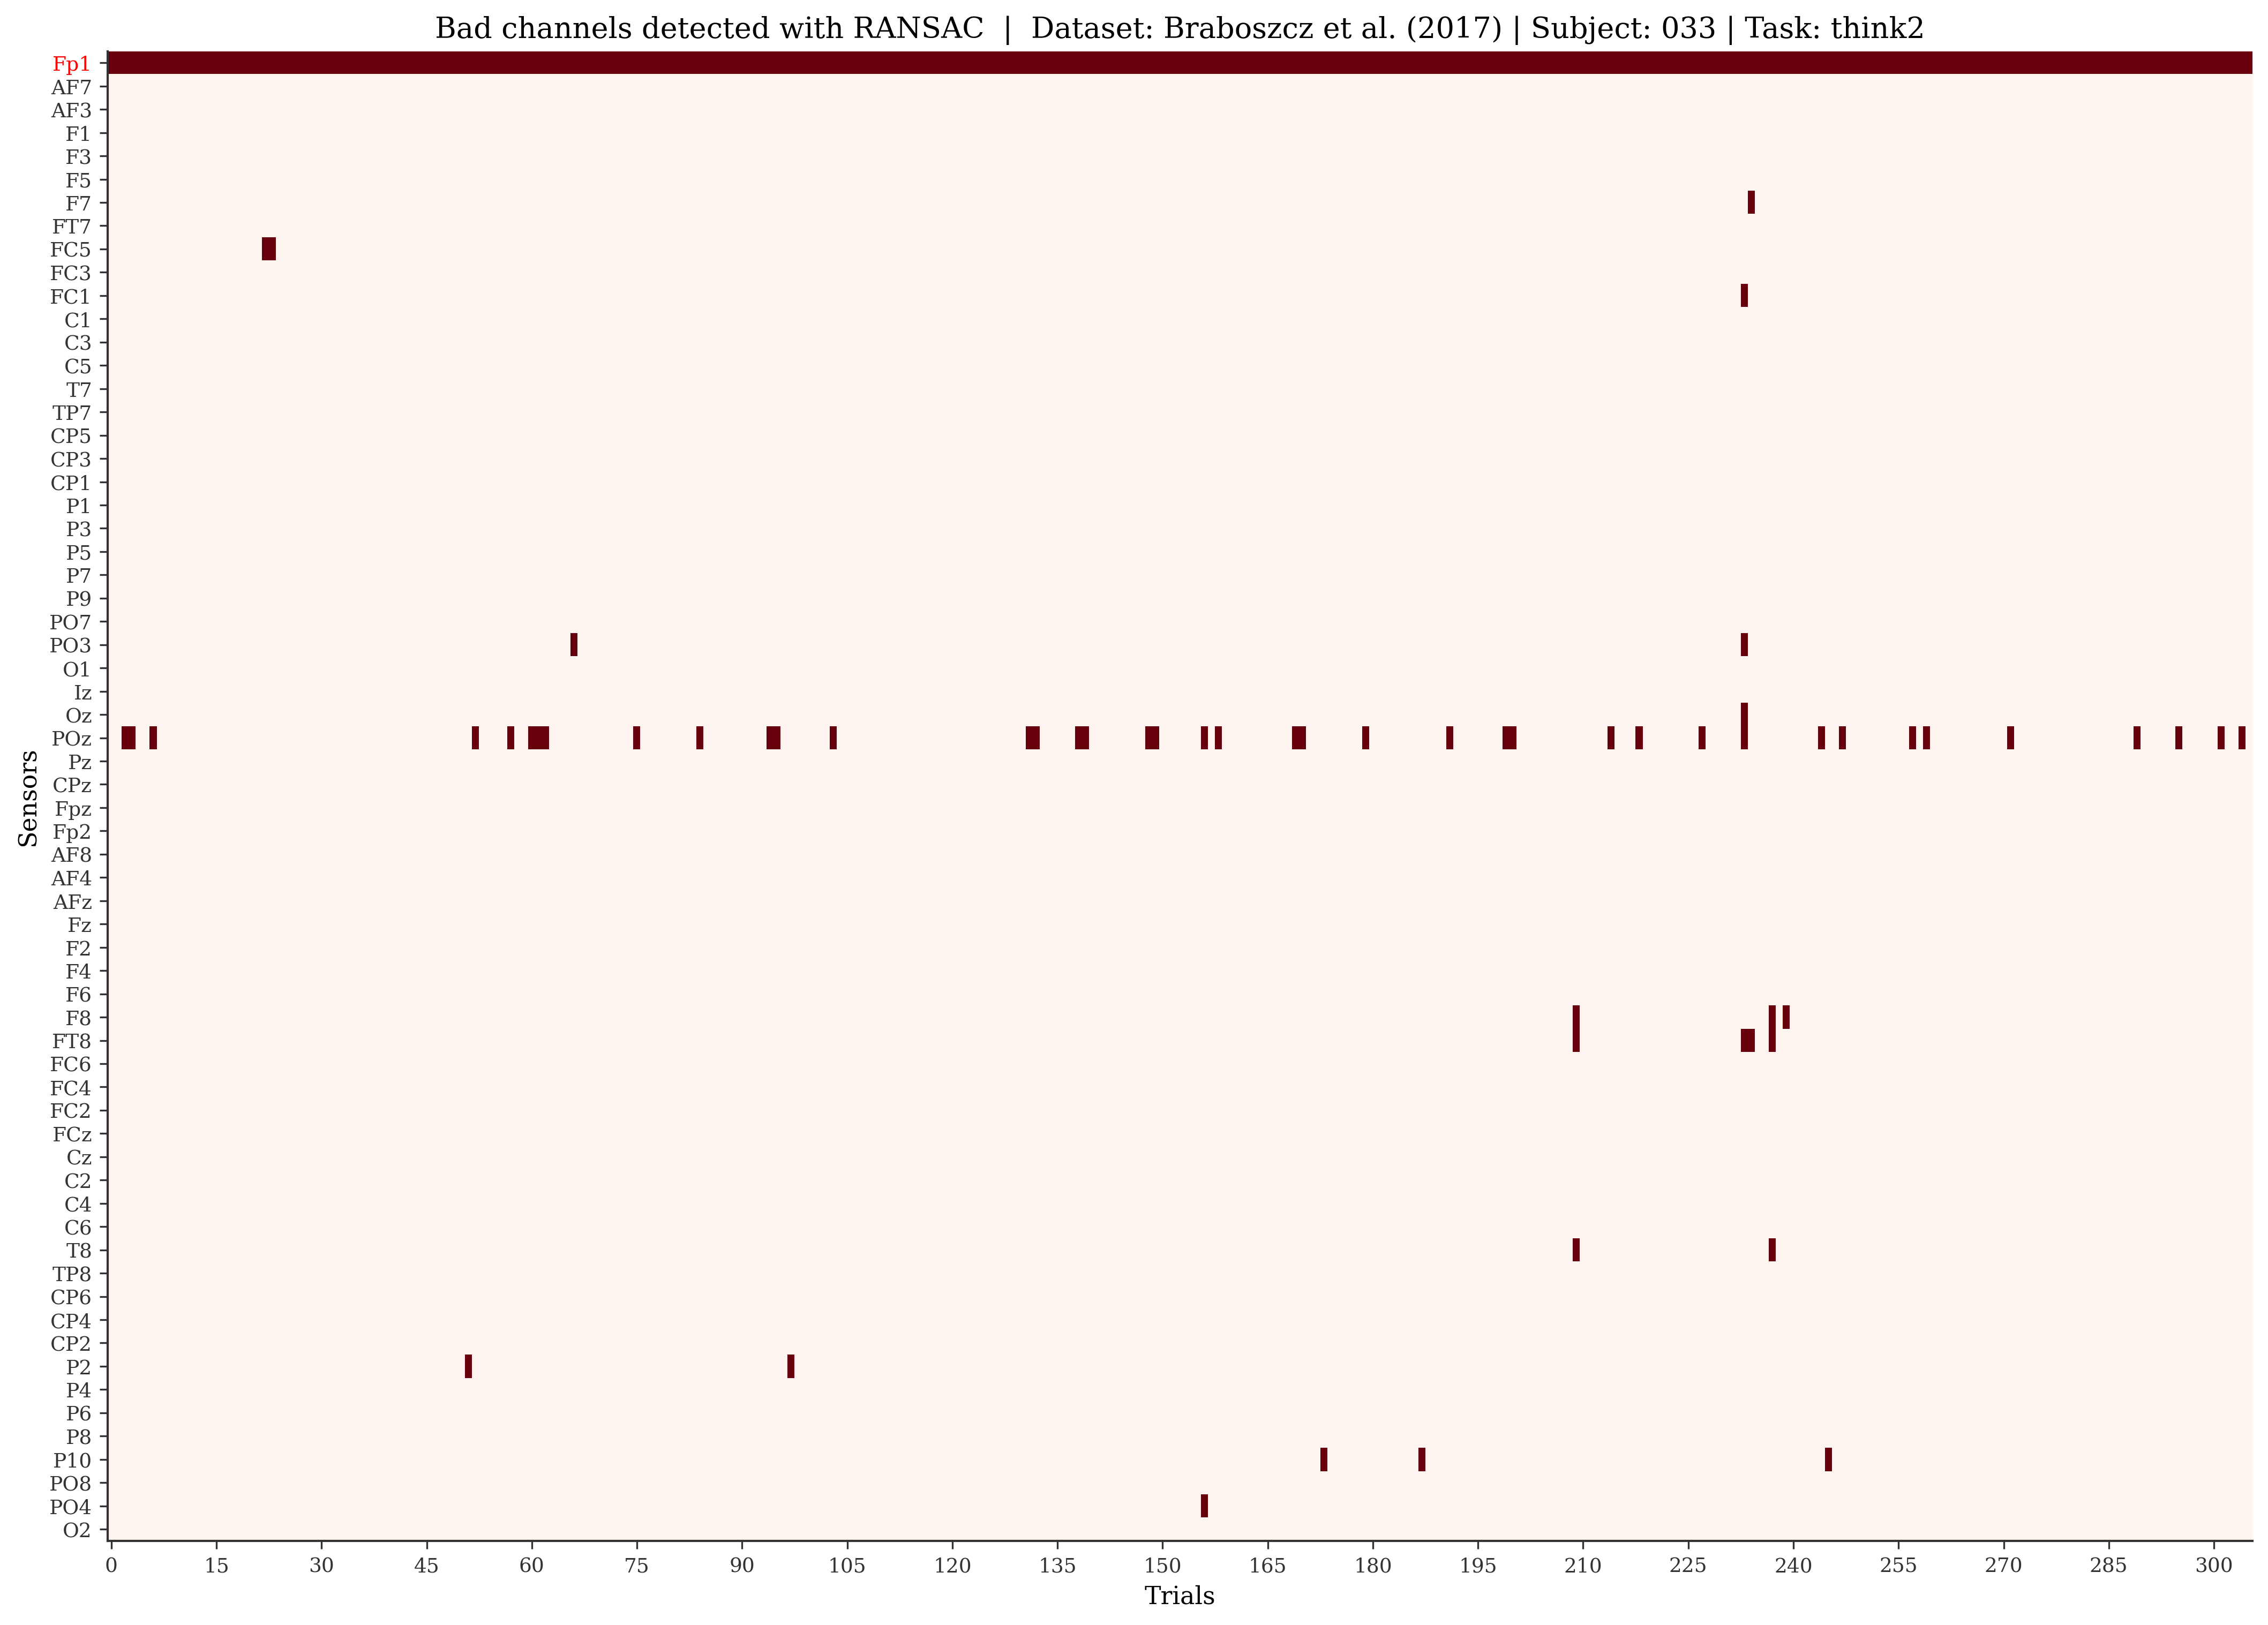 Bad channels detected with RANSAC | Dataset: Braboszcz et al. (2017) | Subject: 033 | Task: think2
Sensors
Fp1
AF7
AF3
F1
F3
F5
F7
FT7
FC5
FC3
FC1
C1
C3
C5
T7
TP7
CP5
CP3
CP1
P1
P3
P5
P7
P9
PO7
PO3
O1
Iz
Oz
POz
Pz
CPz
Fpz
Fp2
AF8
AF4
AFz
Fz
F2
F4
F6
F8
FT8
FC6
FC4
FC2
FCz
Cz
C2
C4
C6
T8
TP8
CP6
CP4
CP2
P2
P4
P6
P8
P10
PO8
PO4
O2
0 15 30 45 60 75 90 105 120 135 150 165 180 195 210 225 240 255 270 285 300
Trials